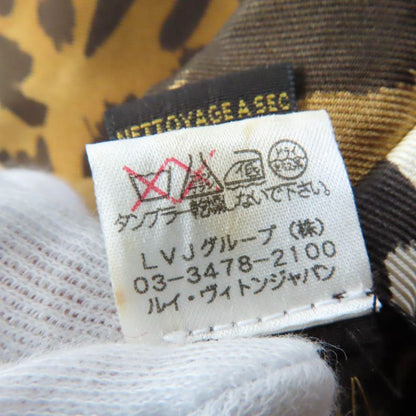 NETTOYAGE A SEC
タンブラー乾燥しないで下さい。
LVJグループ(株)
03-3478-2100
ルイ・ヴィトンジャパン